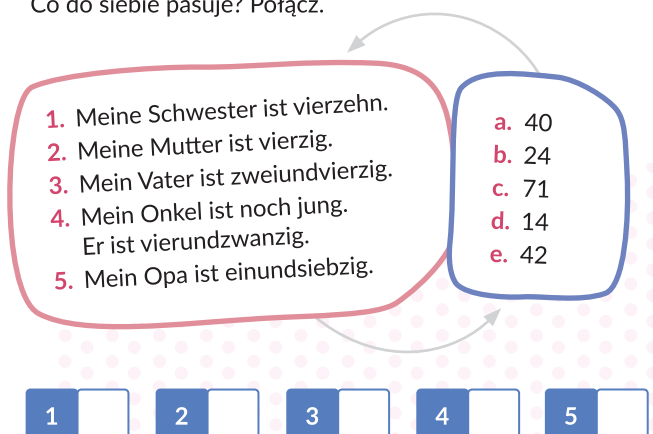 Co do siebie pasuje? Połącz.
1. Meine Schwester ist vierzehn.
2. Meine Mutter ist vierzig.
3. Mein Vater ist zweiundvierzig.
4. Mein Onkel ist noch jung.
Er ist vierundzwanzig.
5. Mein Opa ist einundsiebzig.
a. 40
b. 24
c. 71
d. 14
e. 42
1 2 3 4 5